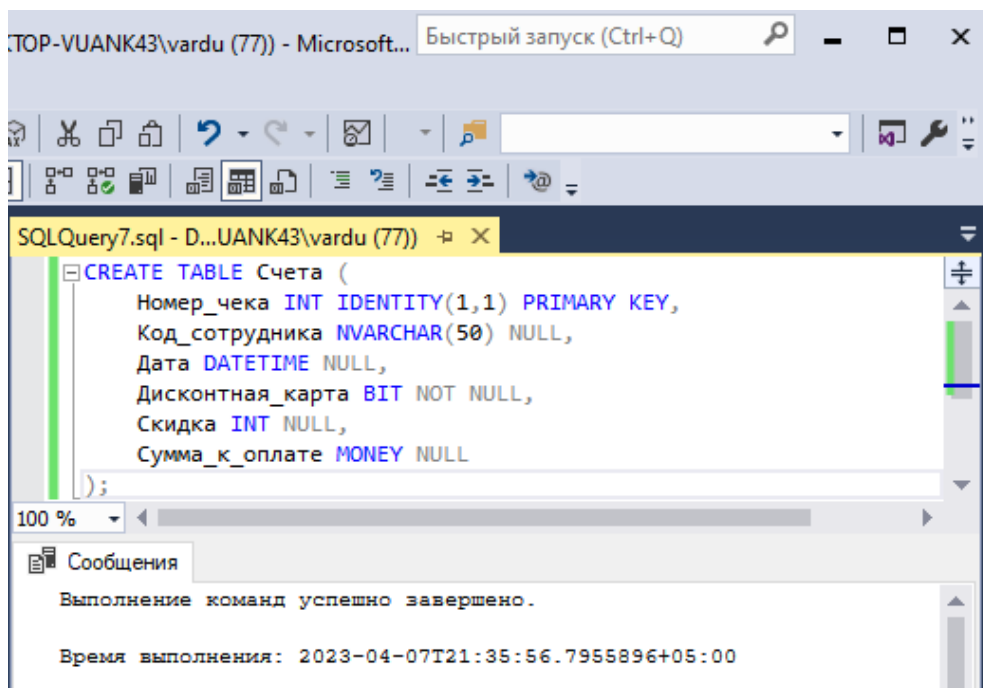 TOP-VUANK43\vardu (77)) - Microsoft...
Быстрый запуск (Ctrl+Q)
SQLQuery7.sql - D...UANK43\vardu (77))
CREATE TABLE Счета (
Номер_чека INT IDENTITY(1,1) PRIMARY KEY,
Код_сотрудника NVARCHAR(50) NULL,
Дата DATETIME NULL,
Дисконтная_карта BIT NOT NULL,
Скидка INT NULL,
Сумма_к_оплате MONEY NULL
);
100 %
Сообщения
Выполнение команд успешно завершено.
Время выполнения: 2023-04-07T21:35:56.7955896+05:00